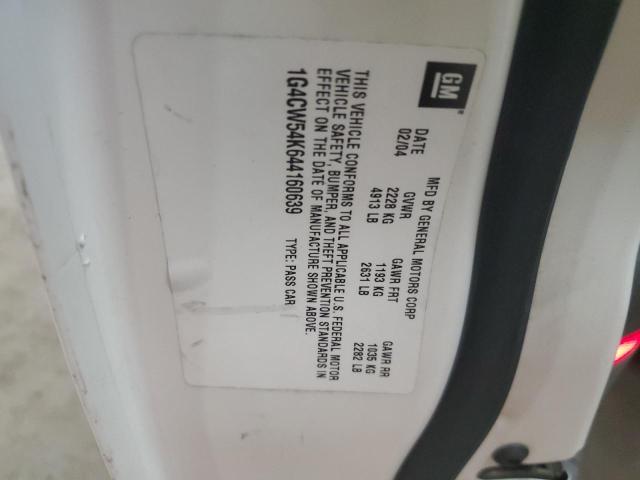 GM
MFD BY GENERAL MOTORS CORP
DATE GVWR GAWR FRT GAWR RR
02/04 2228 KG 1193 KG 1035 KG
4913 LB 2631 LB 2282 LB
THIS VEHICLE CONFORMS TO ALL APPLICABLE U.S. FEDERAL MOTOR
VEHICLE SAFETY, BUMPER, AND THEFT PREVENTION STANDARDS IN
EFFECT ON THE DATE OF MANUFACTURE SHOWN ABOVE.
1G4CW54K644160639 TYPE: PASS CAR